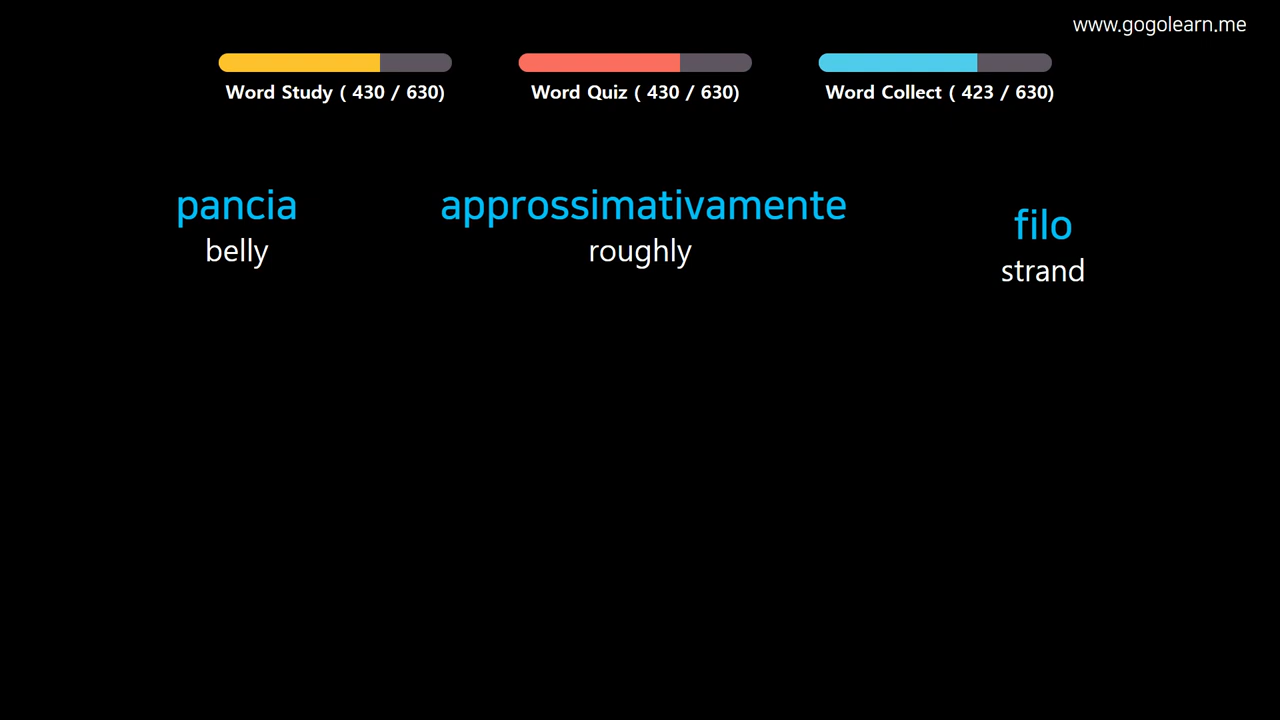 www.gogolearn.me
Word Study ( 430 / 630)
Word Quiz ( 430 / 630)
Word Collect ( 423 / 630)
pancia
belly
approssimativamente
roughly
filo
strand